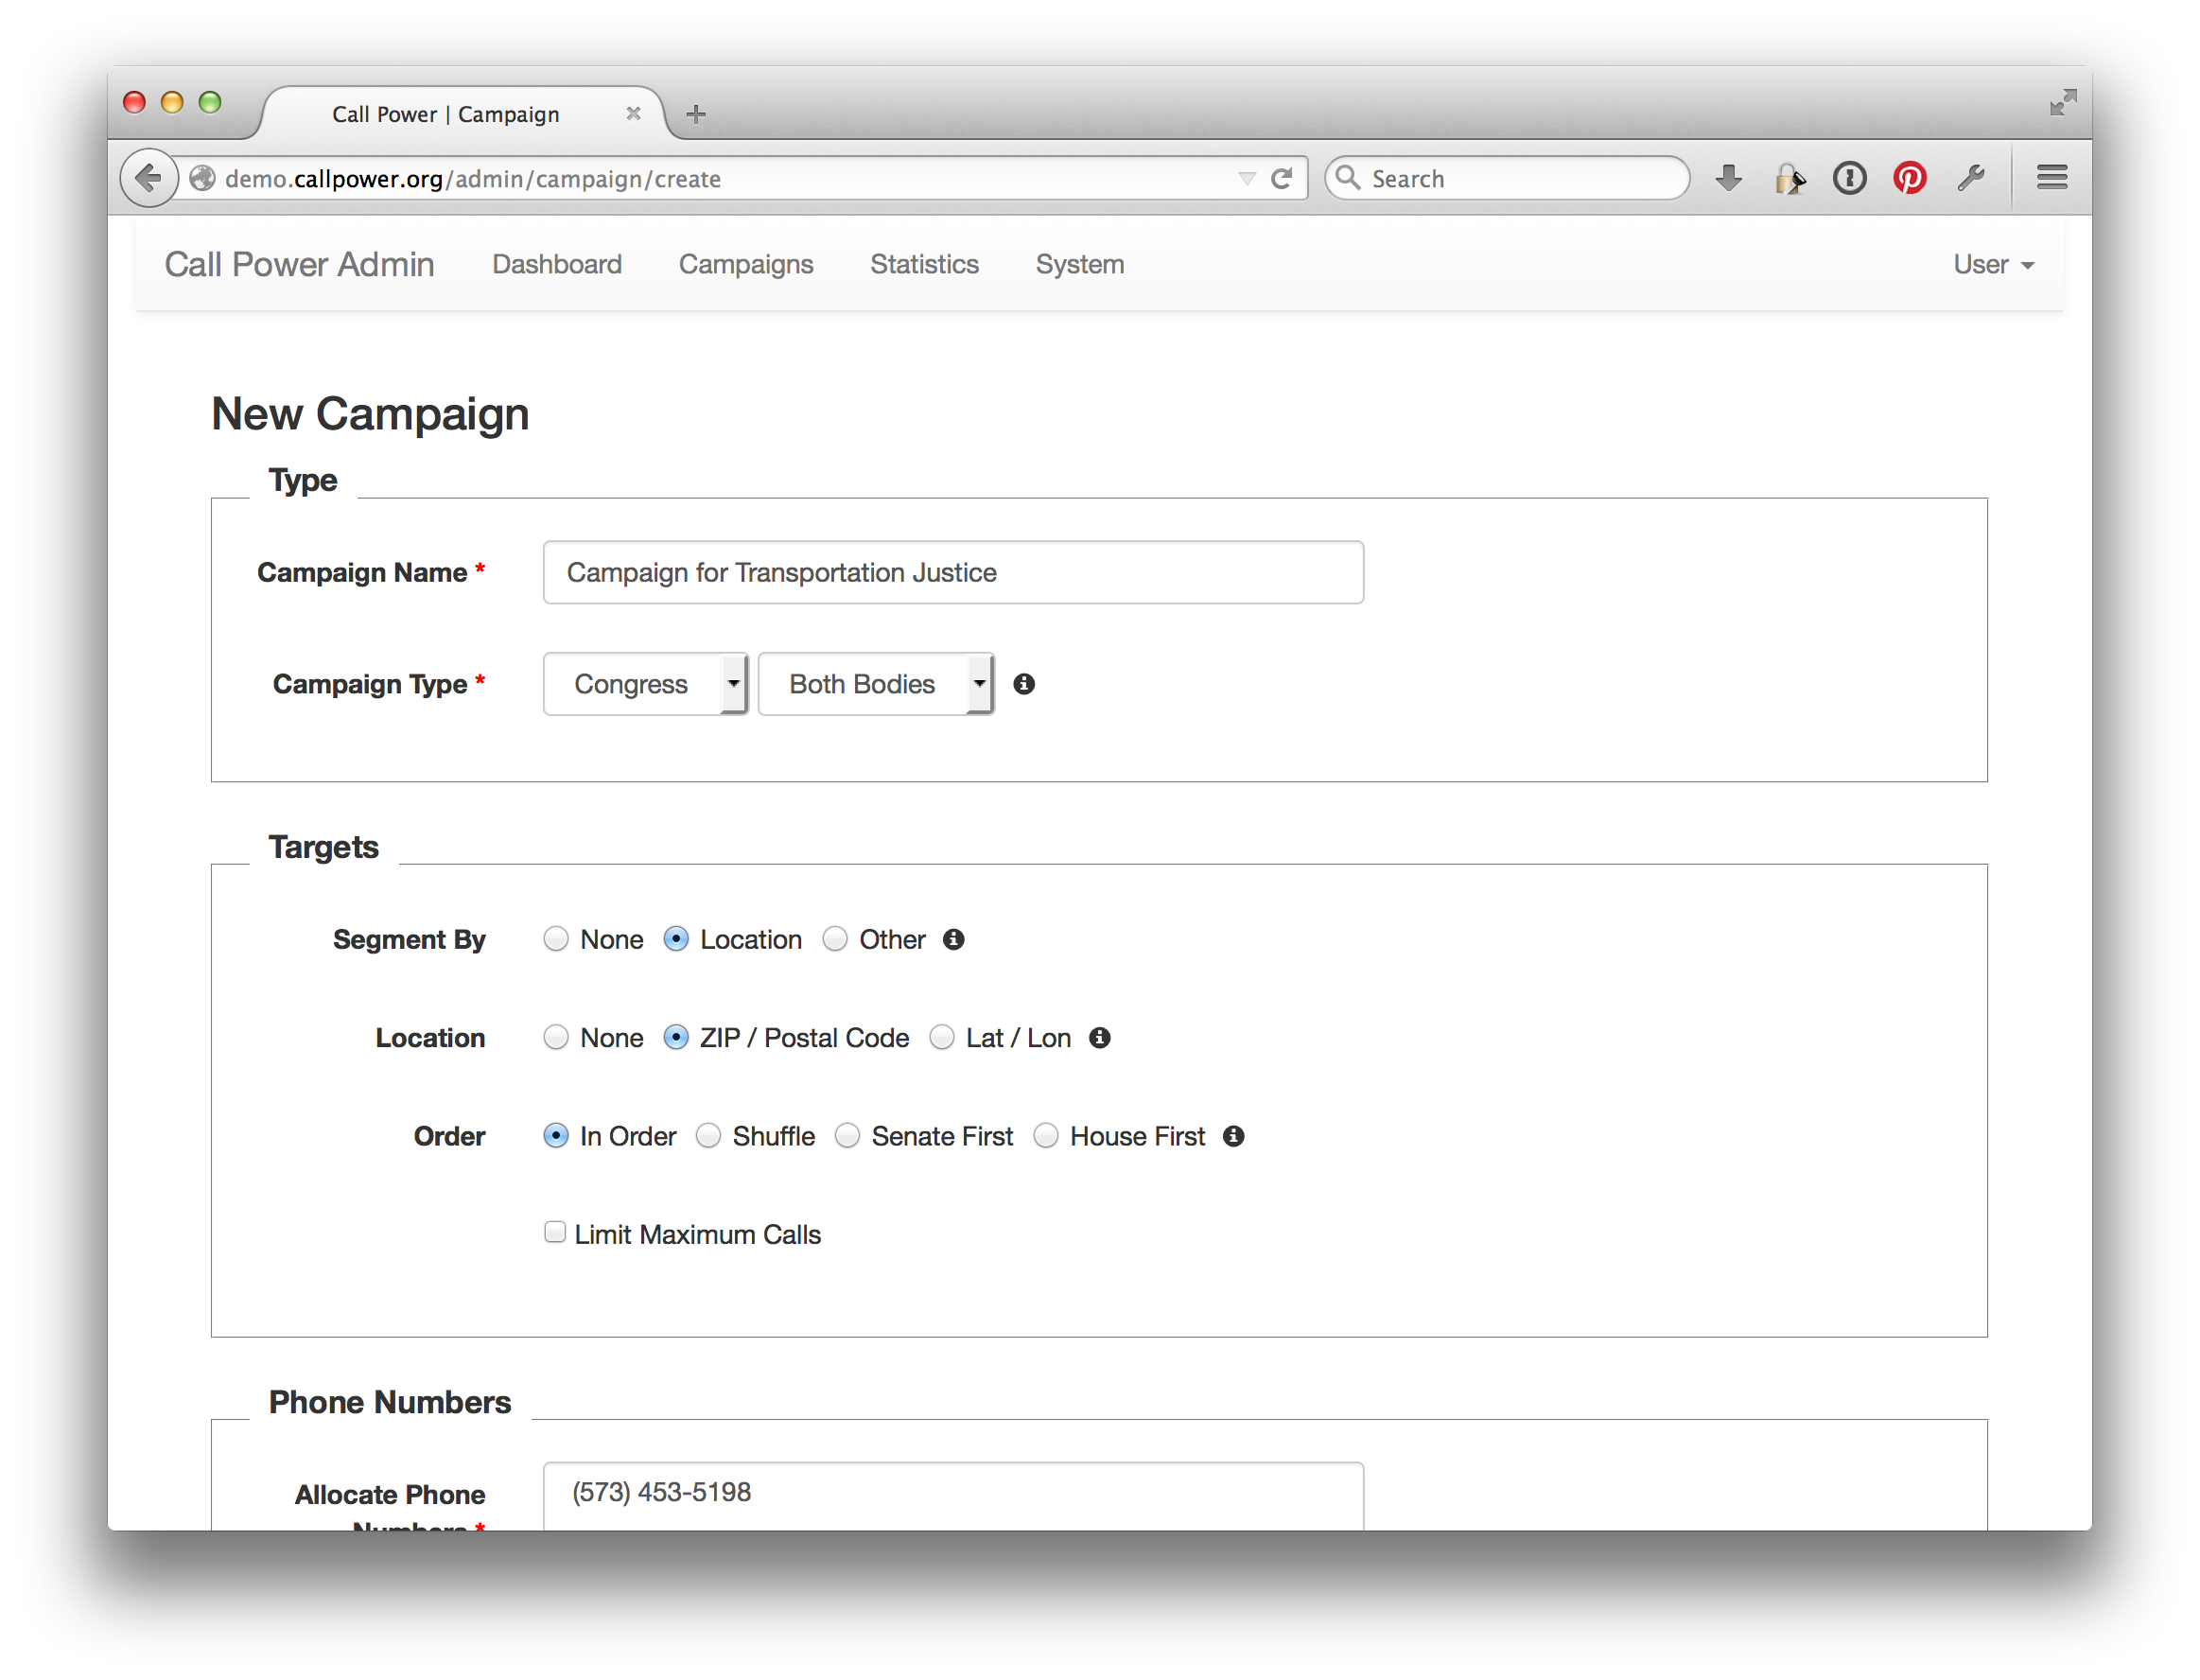 Call Power | Campaign
demo.callpower.org/admin/campaign/create
Search
Call Power Admin Dashboard Campaigns Statistics System User
New Campaign
Type
Campaign Name * Campaign for Transportation Justice
Campaign Type * Congress Both Bodies
Targets
Segment By None Location Other
Location None ZIP / Postal Code Lat / Lon
Order In Order Shuffle Senate First House First
Limit Maximum Calls
Phone Numbers
Allocate Phone (573) 453-5198
Numbers *